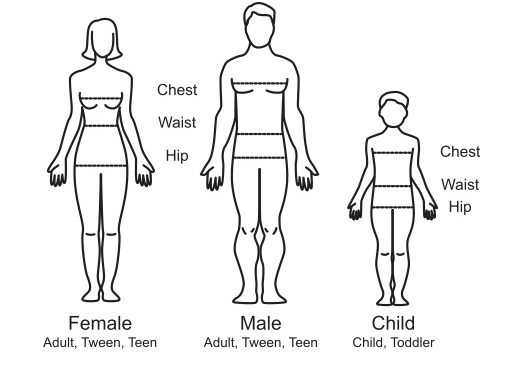 Chest
Waist
Hip
Chest
Waist
Hip
Female
Adult, Tween, Teen
Male
Adult, Tween, Teen
Child
Child, Toddler